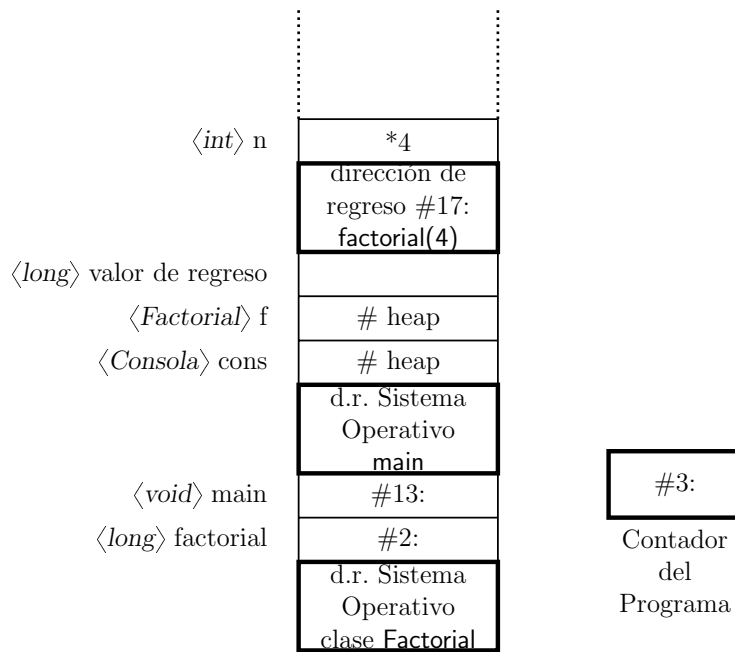 ⟨int⟩ n
*4
dirección de
regreso #17:
factorial(4)
⟨long⟩ valor de regreso
⟨Factorial⟩ f
# heap
⟨Consola⟩ cons
# heap
d.r. Sistema
Operativo
main
⟨void⟩ main
#13:
⟨long⟩ factorial
#2:
d.r. Sistema
Operativo
clase Factorial
#3:
Contador
del
Programa